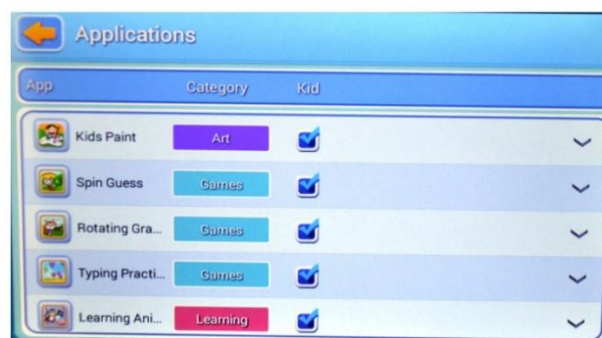 Applications
App Category Kid
Kids Paint Art
Spin Guess Games
Rotating Gra... Games
Typing Practi... Games
Learning Ani... Learning